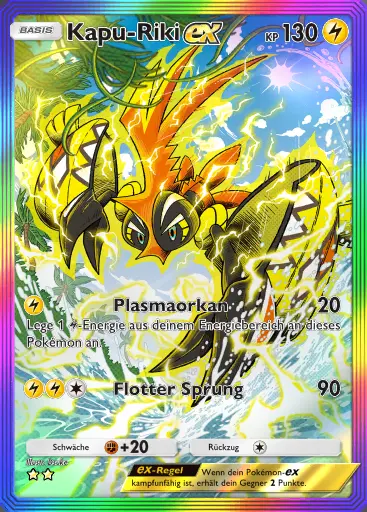 BASIS
Kapu-Riki ex
KP 130
Plasmaorkan 20
Lege 1 -Energie aus deinem Energiebereich an dieses
Pokémon an.
Flotter Sprung 90
Schwäche +20 Rückzug
ex-Regel Wenn dein Pokémon-ex
kampfunfähig ist, erhält dein Gegner 2 Punkte.